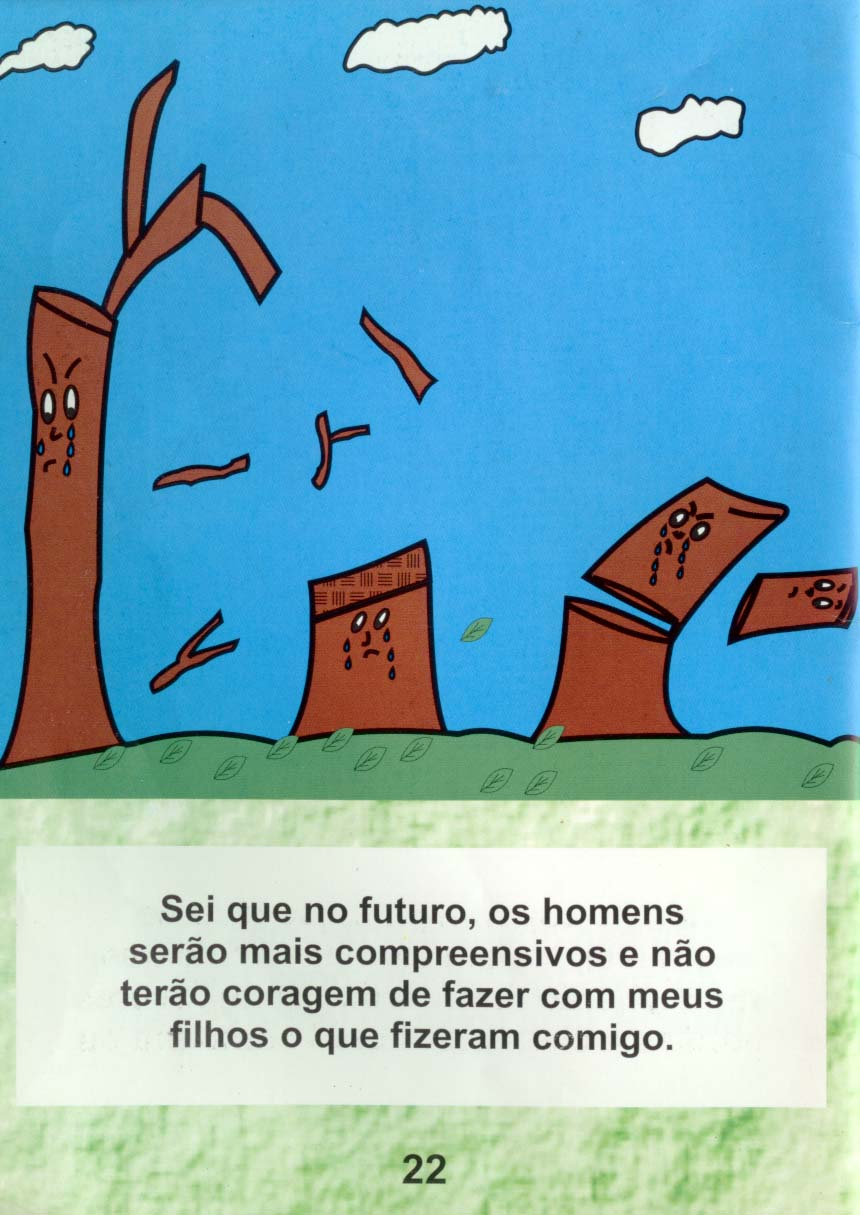 Sei que no futuro, os homens
serão mais compreensivos e não
terão coragem de fazer com meus
filhos o que fizeram comigo.
22